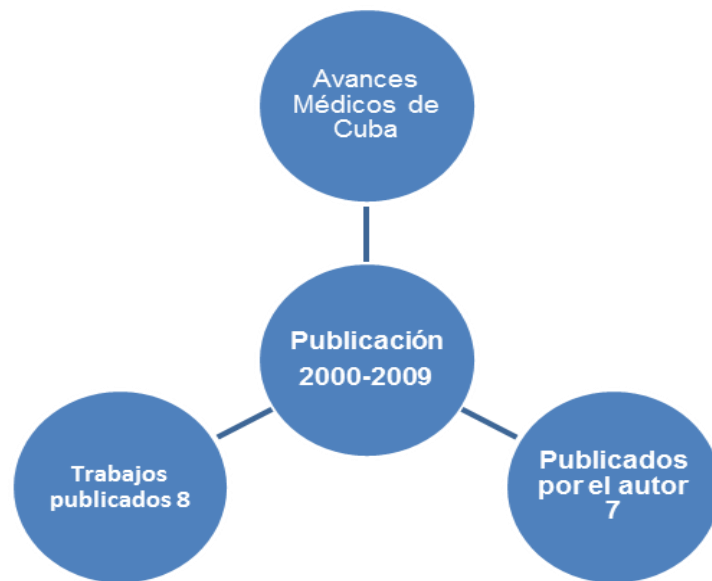 Avances
Médicos de
Cuba
Publicación
2000-2009
Trabajos
publicados 8
Publicados
por el autor
7